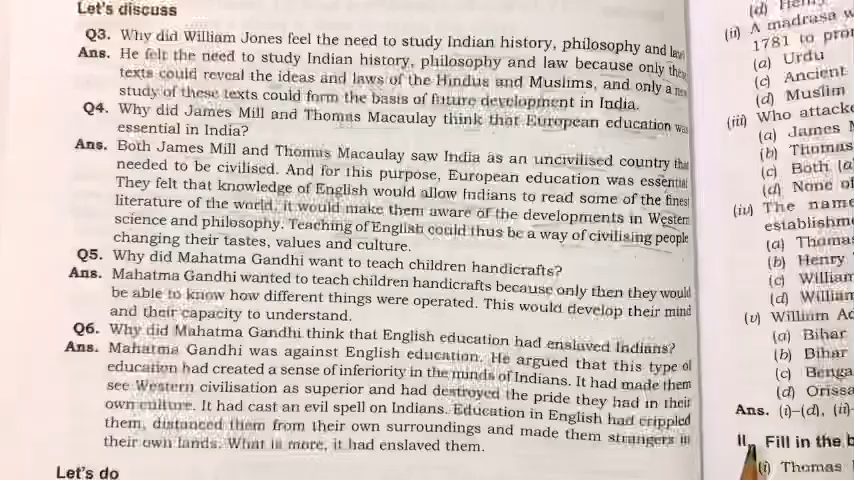 Let's discuss
Q3. Why did William Jones feel the need to study Indian history, philosophy and law
Ans. He felt the need to study Indian history, philosophy and law because only the
texts could reveal the ideas and laws of the Hindus and Muslims, and only a
study of these texts could form the basis of future development in India.
Q4. Why did James Mill and Thomas Macaulay think that European education was
essential in India?
Ans. Both James Mill and Thomas Macaulay saw India as an uncivilised country that
needed to be civilised. And for this purpose, European education was essential
They felt that knowledge of English would allow Indians to read some of the finest
literature of the world, it would make them aware of the developments in Western
science and philosophy. Teaching of English could thus be a way of civilising people
changing their tastes, values and culture.
Q5. Why did Mahatma Gandhi want to teach children handicrafts?
Ans. Mahatma Gandhi wanted to teach children handicrafts because only then they would
be able to know how different things were operated. This would develop their mind
and their capacity to understand.
Q6. Why did Mahatma Gandhi think that English education had enslaved Indians?
Ans. Mahatma Gandhi was against English education. He argued that this type of
education had created a sense of inferiority in the minds of Indians. It had made them
see Western civilisation as superior and had destroyed the pride they had in their
own culture. It had cast an evil spell on Indians. Education in English had crippled
them, distanced them from their own surroundings and made them strangers in
their own lands. What is more, it had enslaved them.
Let's do
(d)
(ii) A madrasa
1781 to
(a) Urdu
(c) Ancient
(d) Muslim
(iii) Who
(a) James
(b) Thomas
(c) Both
(d) None of
(iv) The name
(a) Thomas
(b) Henry
(c) William
(d) William
(v) William
(a) Bihar
(b) Bihar
(c)
(d) Orissa
Ans. (i)–(d), (ii)
II. Fill in the
(i) Thomas